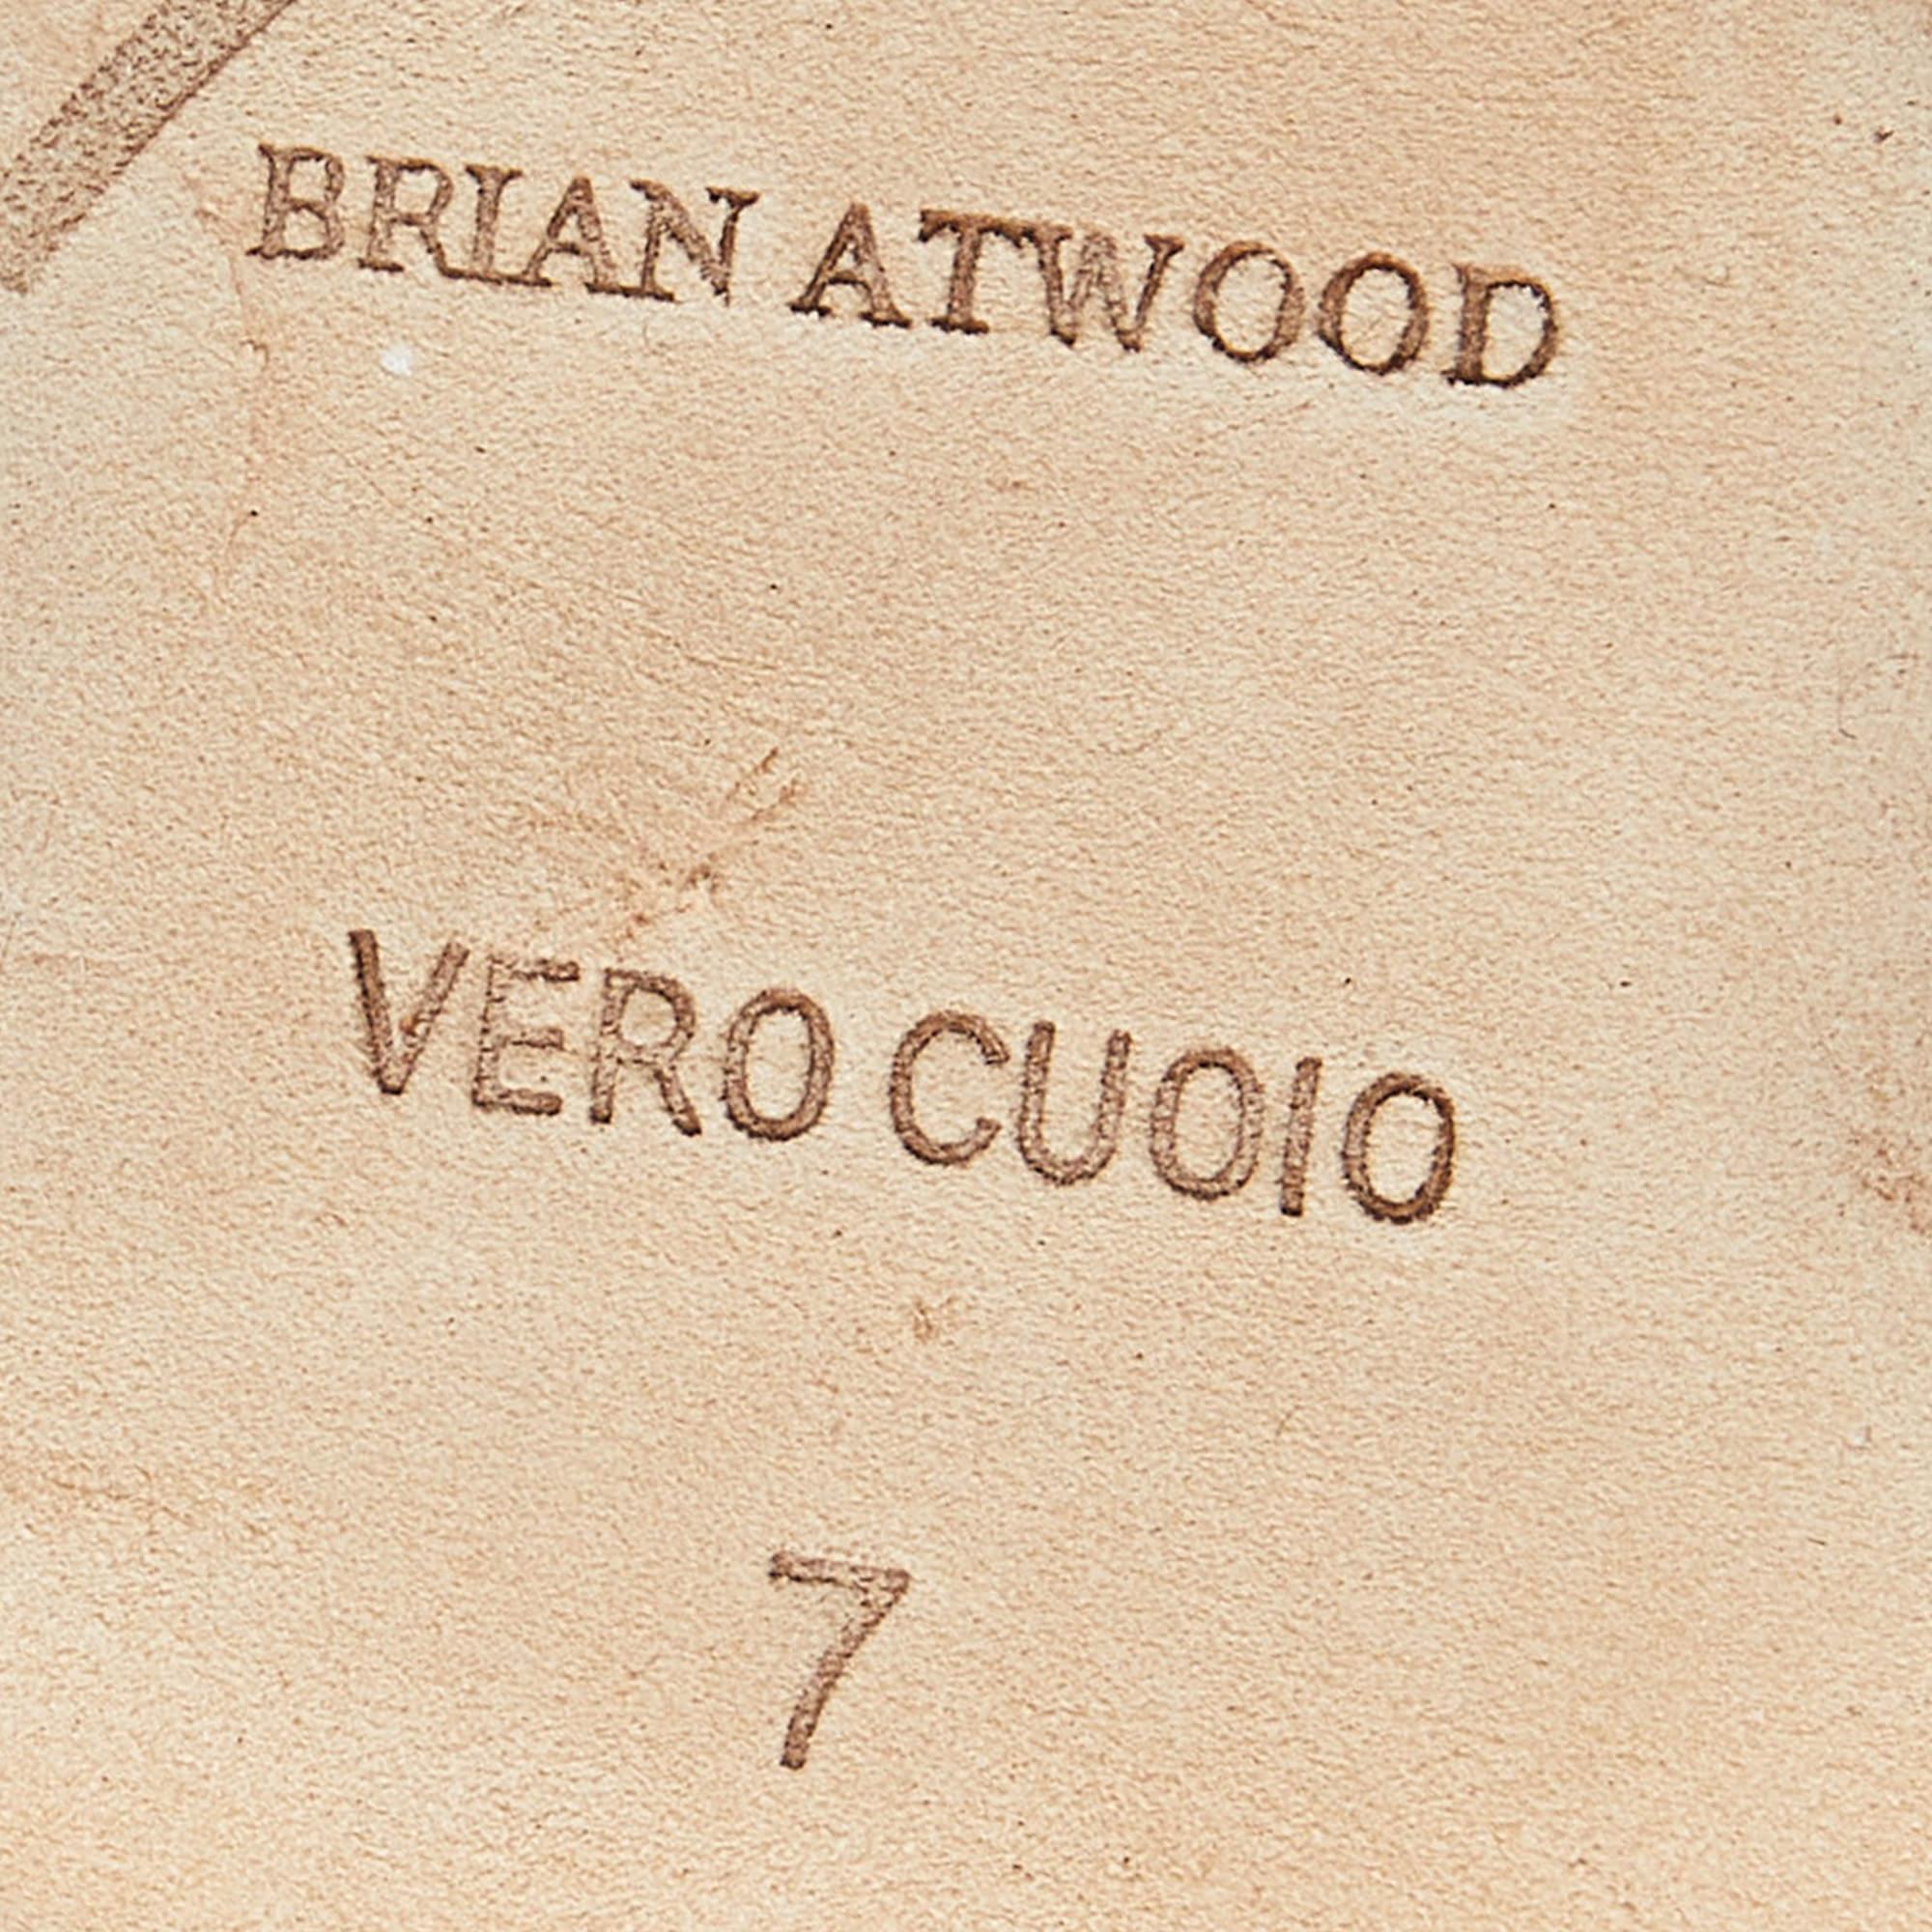 BRIAN ATWOOD
VERO CUOIO
7